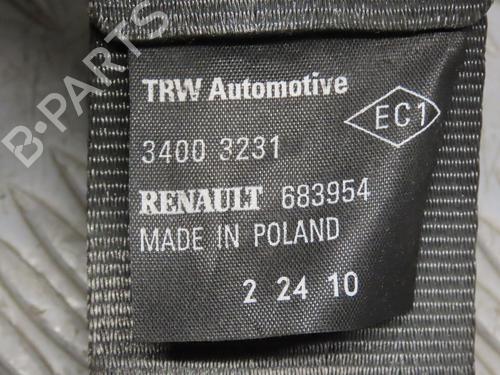 TRW Automotive
EC1
3400 3231
RENAULT 683954
MADE IN POLAND
2 24 10
B-PARTS